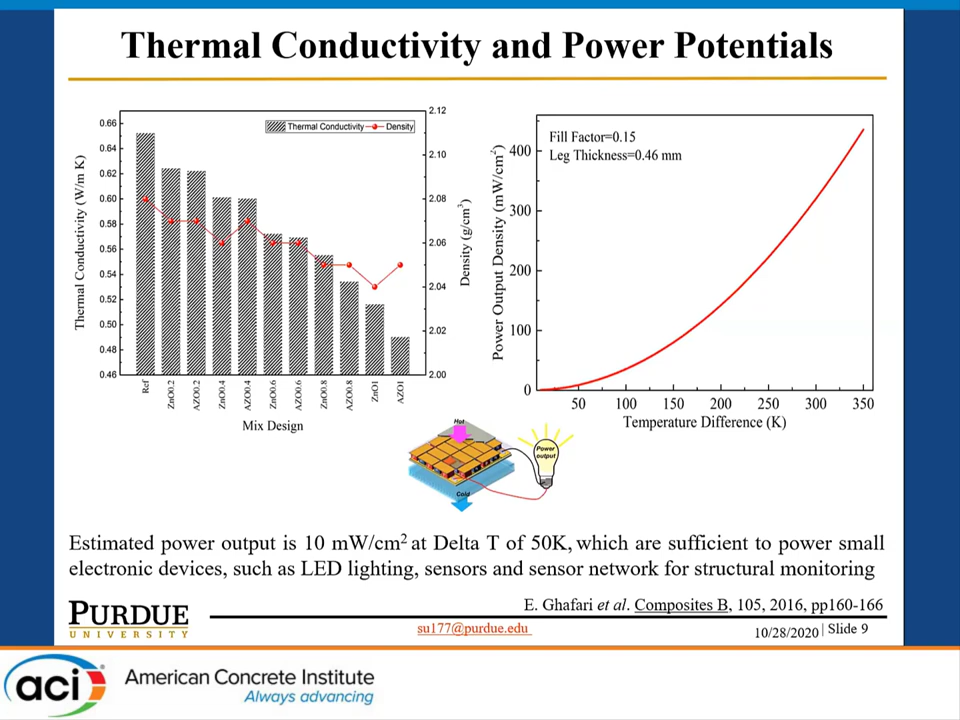 Thermal Conductivity and Power Potentials
Thermal Conductivity (W/m K)
0.66
0.64
0.62
0.60
0.58
0.56
0.54
0.52
0.50
0.48
0.46
Thermal Conductivity Density
2.12
2.10
2.08
2.06
2.04
2.02
2.00
Density (g/cm³)
Ref ZnO0.2 AZO0.2 ZnO0.4 AZO0.4 ZnO0.6 AZO0.6 ZnO0.8 AZO0.8 ZnO1 AZO1
Mix Design
Power Output Density (mW/cm²)
Fill Factor=0.15
Leg Thickness=0.46 mm
400
300
200
100
0
50 100 150 200 250 300 350
Temperature Difference (K)
Hot
Power
output
Cold
Estimated power output is 10 mW/cm² at Delta T of 50K, which are sufficient to power small
electronic devices, such as LED lighting, sensors and sensor network for structural monitoring
E. Ghafari et al. Composites B, 105, 2016, pp160-166
PURDUE
UNIVERSITY
su177@purdue.edu
10/28/2020 | Slide 9
aci
American Concrete Institute
Always advancing